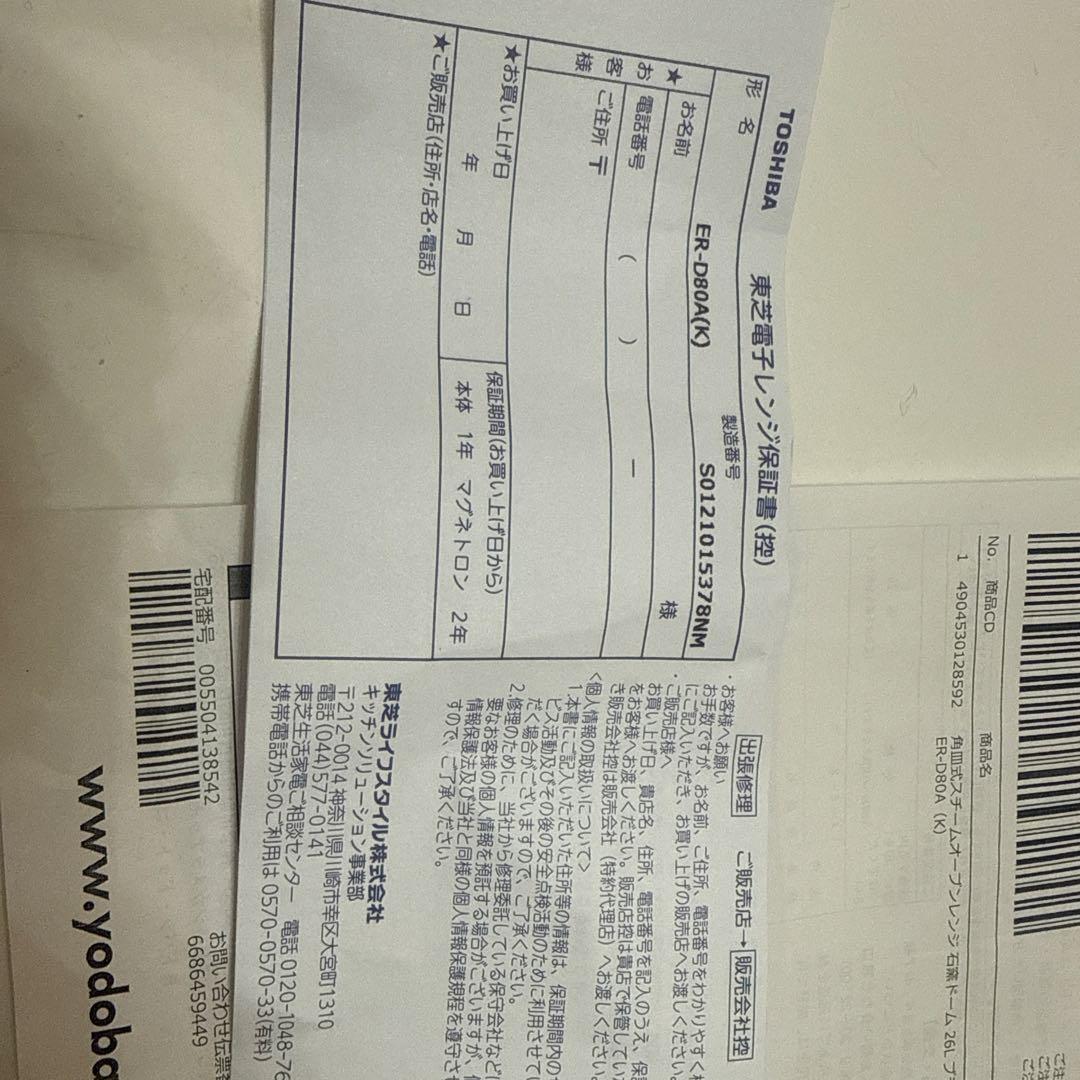 TOSHIBA 東芝電子レンジ保証書(控)
形名 ER-D80A(K) 製造番号 S0121015378NM
★お客様
お名前 様
電話番号 ( ) ー
ご住所 〒
★お買い上げ日
年 月 日
保証期間(お買い上げ日から)
本体 1年 マグネトロン 2年
★ご販売店(住所・店名・電話)
出張修理 ご販売店→販売会社控
・お客様へお願い
お手数ですが、お名前、ご住所、電話番号をわかりやすく
にご記入いただき、お買い上げの販売店へお渡しください。
・ご販売店様へ
お買い上げ日、貴店名、住所、電話番号を記入のうえ、保
をお客様へお渡しください。販売店控は貴店で保管してい
き販売会社控は販売会社（特約代理店）へお渡しください。
<個人情報の取扱いについて>
1.本書にご記入いただいた住所等の情報は、保証期間内の
ビス活動及びその後の安全点検活動のために利用させて
だく場合がございますので、ご了承ください。
2.修理のために、当社から修理委託している保守会社など
要なお客様の個人情報を預託する場合がございますが、
情報保護法及び当社と同様の個人情報保護規程を遵守さ
すので、ご了承ください。
東芝ライフスタイル株式会社
キッチンソリューション事業部
〒212-0014 神奈川県川崎市幸区大宮町1310
電話(044)577-0141
東芝生活家電ご相談センター 電話 0120-1048-76
携帯電話からのご利用は 0570-0570-33(有料)
No. 商品CD 商品名
1 4904530128592 角皿式スチームオーブンレンジ 石窯ドーム 26L ブ
ER-D80A (K)
ご注
ご注
ご
宅配番号 005504138542
お問い合わせ伝票
6686459449
www.yodoba